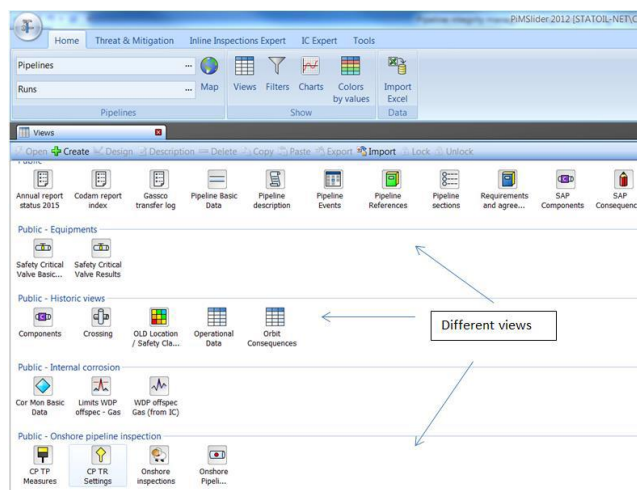 PiMSlider 2012 [STATOIL-NET\
Home Threat & Mitigation Inline Inspections Expert IC Expert Tools
Pipelines ...
Runs ...
Map Views Filters Charts Colors by values Import Excel
Pipelines Show Data
Views
Open Create Design Description Delete Copy Paste Export Import Lock Unlock
Public
Annual report status 2015 Codam report index Gassco transfer log Pipeline Basic Data Pipeline description Pipeline Events Pipeline References Pipeline sections Requirements and agree... SAP Components SAP Consequenc
Public - Equipments
Safety Critical Valve Basic... Safety Critical Valve Results
Public - Historic views
Components Crossing OLD Location / Safety Cla... Operational Data Orbit Consequences
Different views
Public - Internal corrosion
Cor Mon Basic Data Limits WDP offspec - Gas WDP offspec Gas (from IC)
Public - Onshore pipeline inspection
CP TP Measures CP TR Settings Onshore inspections Onshore Pipeli...